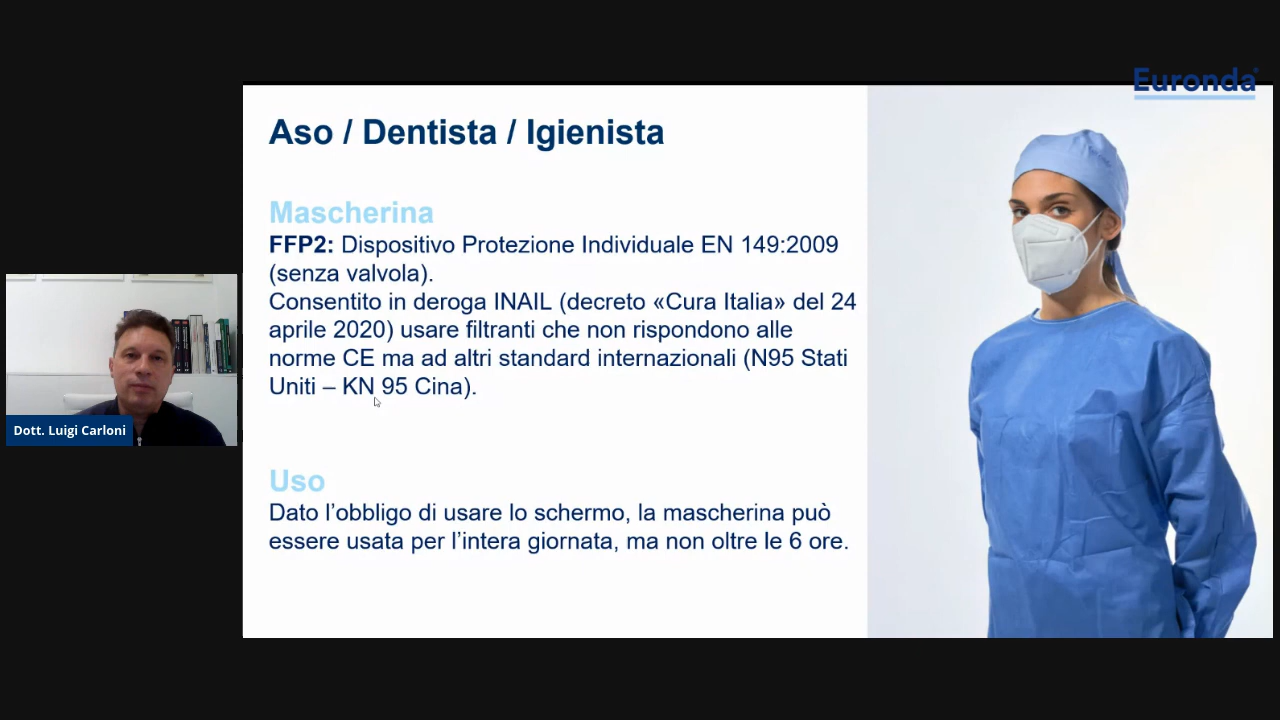 Euronda
Aso / Dentista / Igienista
Mascherina
FFP2: Dispositivo Protezione Individuale EN 149:2009
(senza valvola).
Consentito in deroga INAIL (decreto «Cura Italia» del 24
aprile 2020) usare filtranti che non rispondono alle
norme CE ma ad altri standard internazionali (N95 Stati
Uniti – KN 95 Cina).
Uso
Dato l’obbligo di usare lo schermo, la mascherina può
essere usata per l’intera giornata, ma non oltre le 6 ore.
Dott. Luigi Carloni